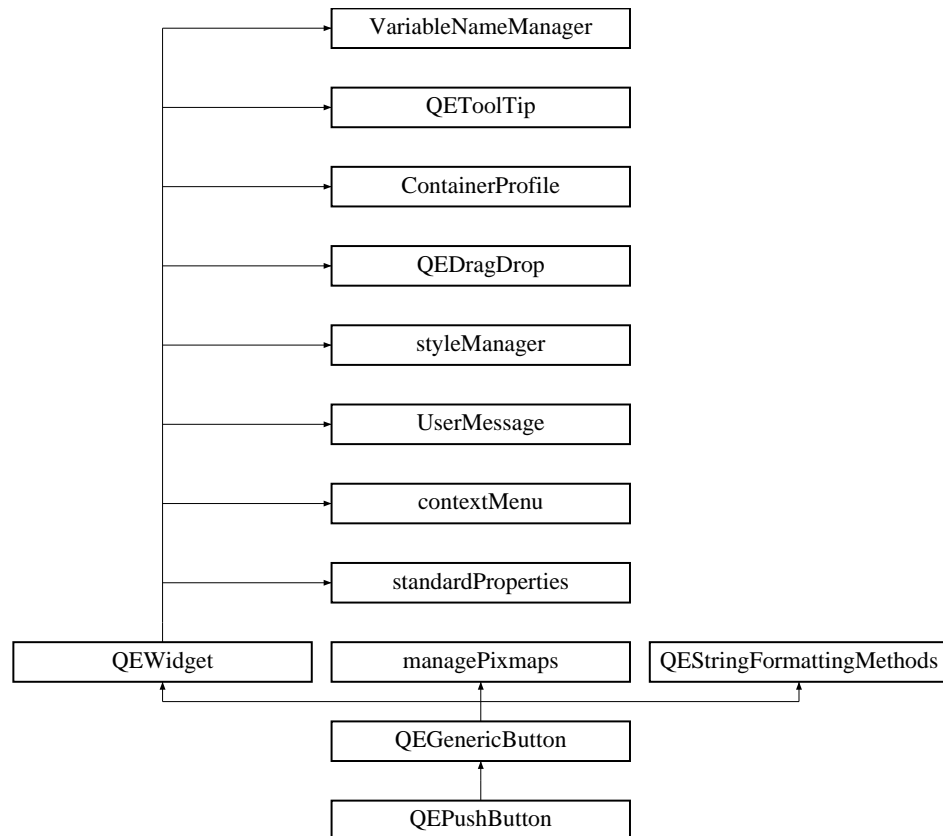 VariableNameManager
QEToolTip
ContainerProfile
QEDragDrop
styleManager
UserMessage
contextMenu
standardProperties
QEWidget
managePixmaps
QEStringFormattingMethods
QEGenericButton
QEPushButton